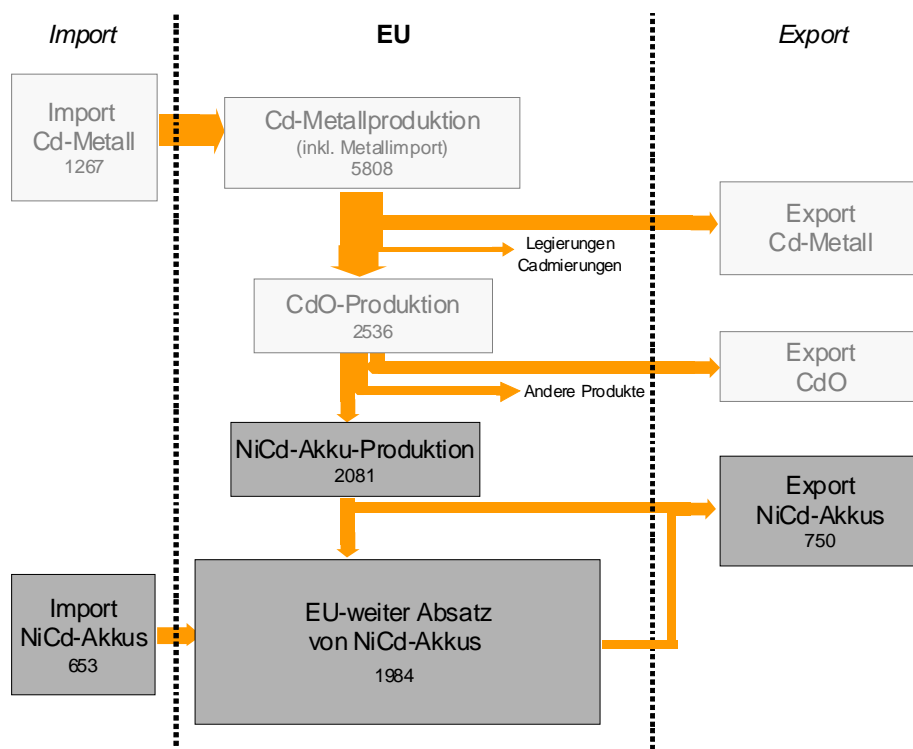 Import
EU
Export
Import
Cd-Metall
1267
Cd-Metallproduktion
(inkl. Metallimport)
5808
Export
Cd-Metall
Legierungen
Cadmierungen
CdO-Produktion
2536
Export
CdO
Andere Produkte
NiCd-Akku-Produktion
2081
Export
NiCd-Akkus
750
Import
NiCd-Akkus
653
EU-weiter Absatz
von NiCd-Akkus
1984